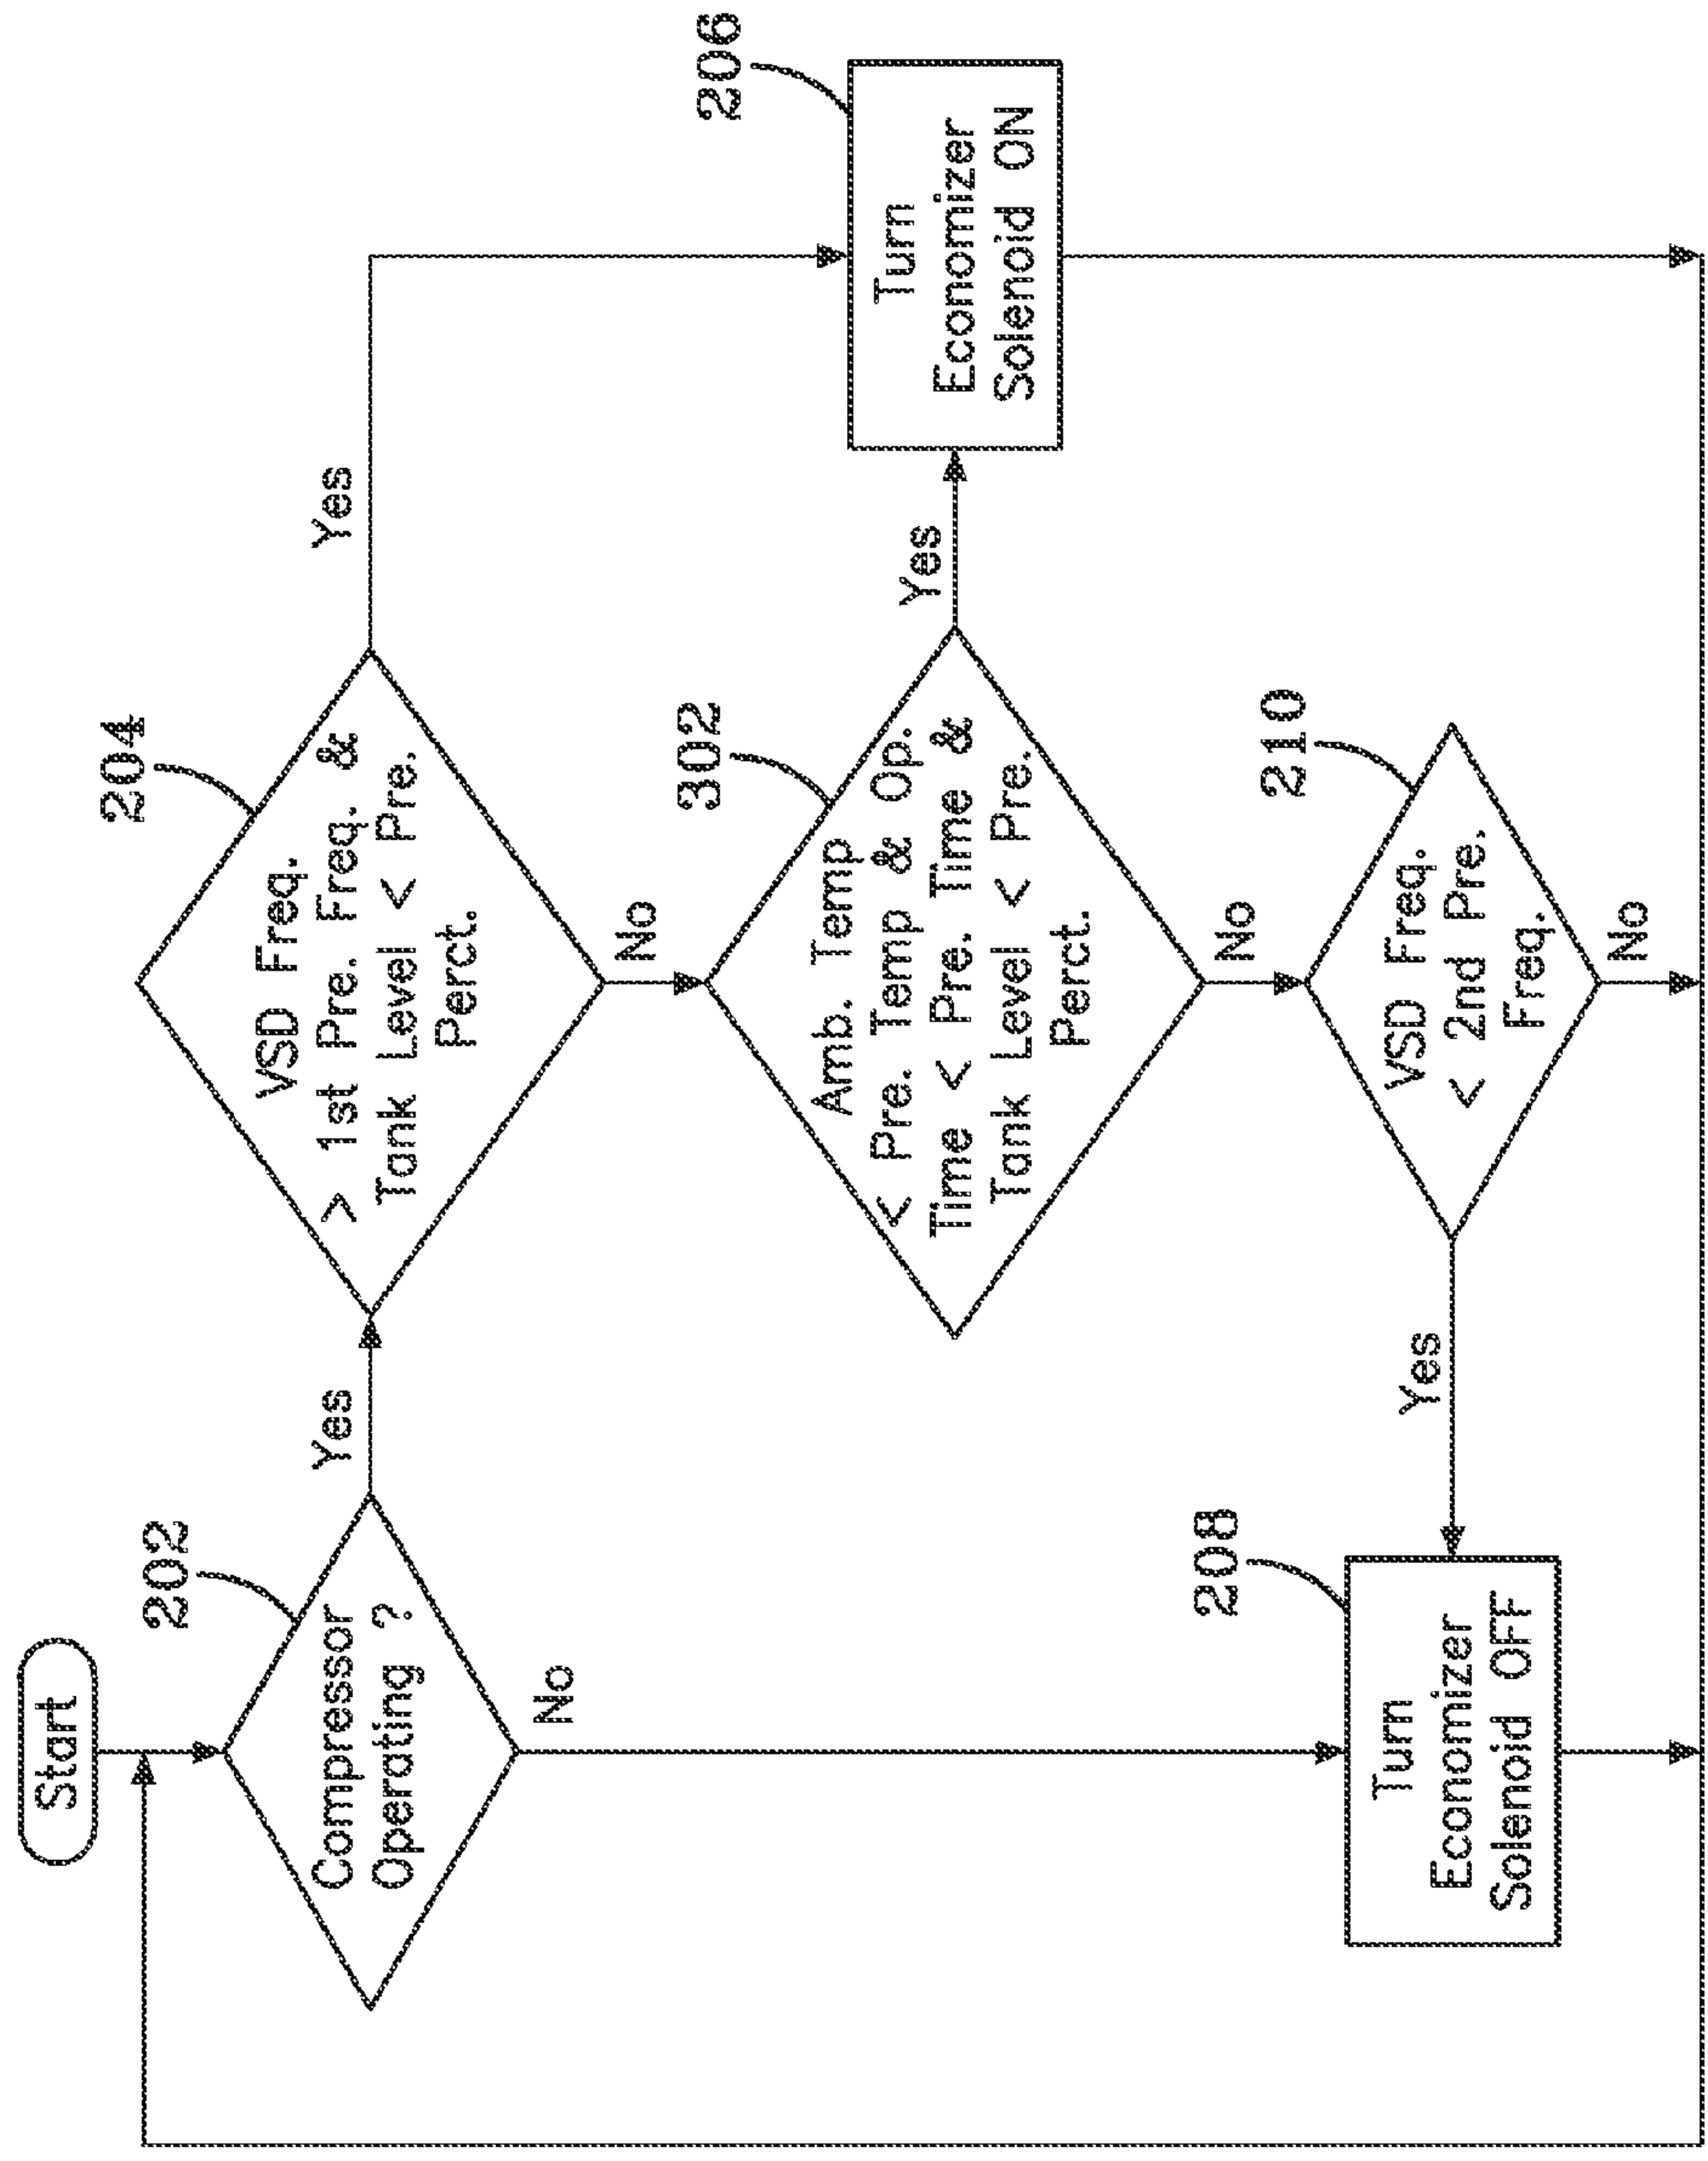 Start
202
Compressor
Operating ?
Yes
No
204
VSD Freq.
> 1st Pre. Freq. &
Tank Level < Pre.
Perct.
Yes
No
302
Amb. Temp
< Pre. Temp & Op.
Time < Pre. Time &
Tank Level < Pre.
Perct.
Yes
No
206
Turn
Economizer
Solenoid ON
210
VSD Freq.
< 2nd Pre.
Freq.
Yes
No
208
Turn
Economizer
Solenoid OFF